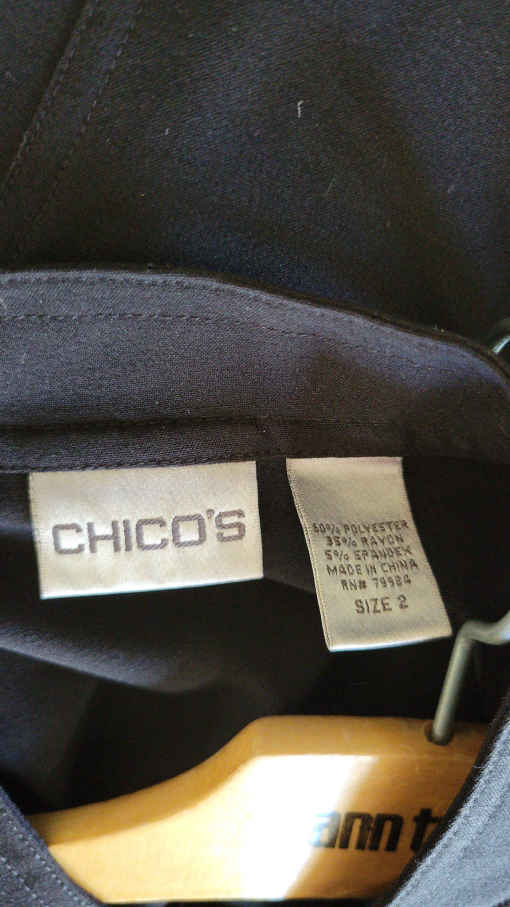 CHICO'S
60% POLYESTER
35% RAYON
5% SPANDEX
MADE IN CHINA
RN# 79984
SIZE 2
ann t